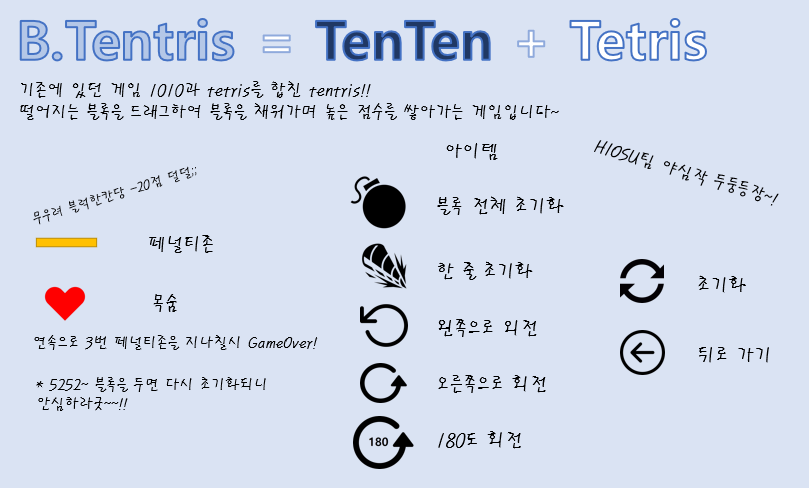 B.Tentris = TenTen + Tetris
기존에 있던 게임 1010과 tetris를 합친 tentris!!
떨어지는 블록을 드래그하여 블록을 채워가며 높은 점수를 쌓아가는 게임입니다~
아이템
HIOSU팀 야심작 두둥등장~!
무우려 블럭한칸당 -20점 덜덜;;
페널티존
목숨
연속으로 3번 페널티존을 지나칠시 GameOver!
* 5252~ 블록을 두면 다시 초기화되니
안심하라굿~~!!
블록 전체 초기화
한 줄 초기화
왼쪽으로 외전
오른쪽으로 회전
180
180도 회전
초기화
뒤로 가기